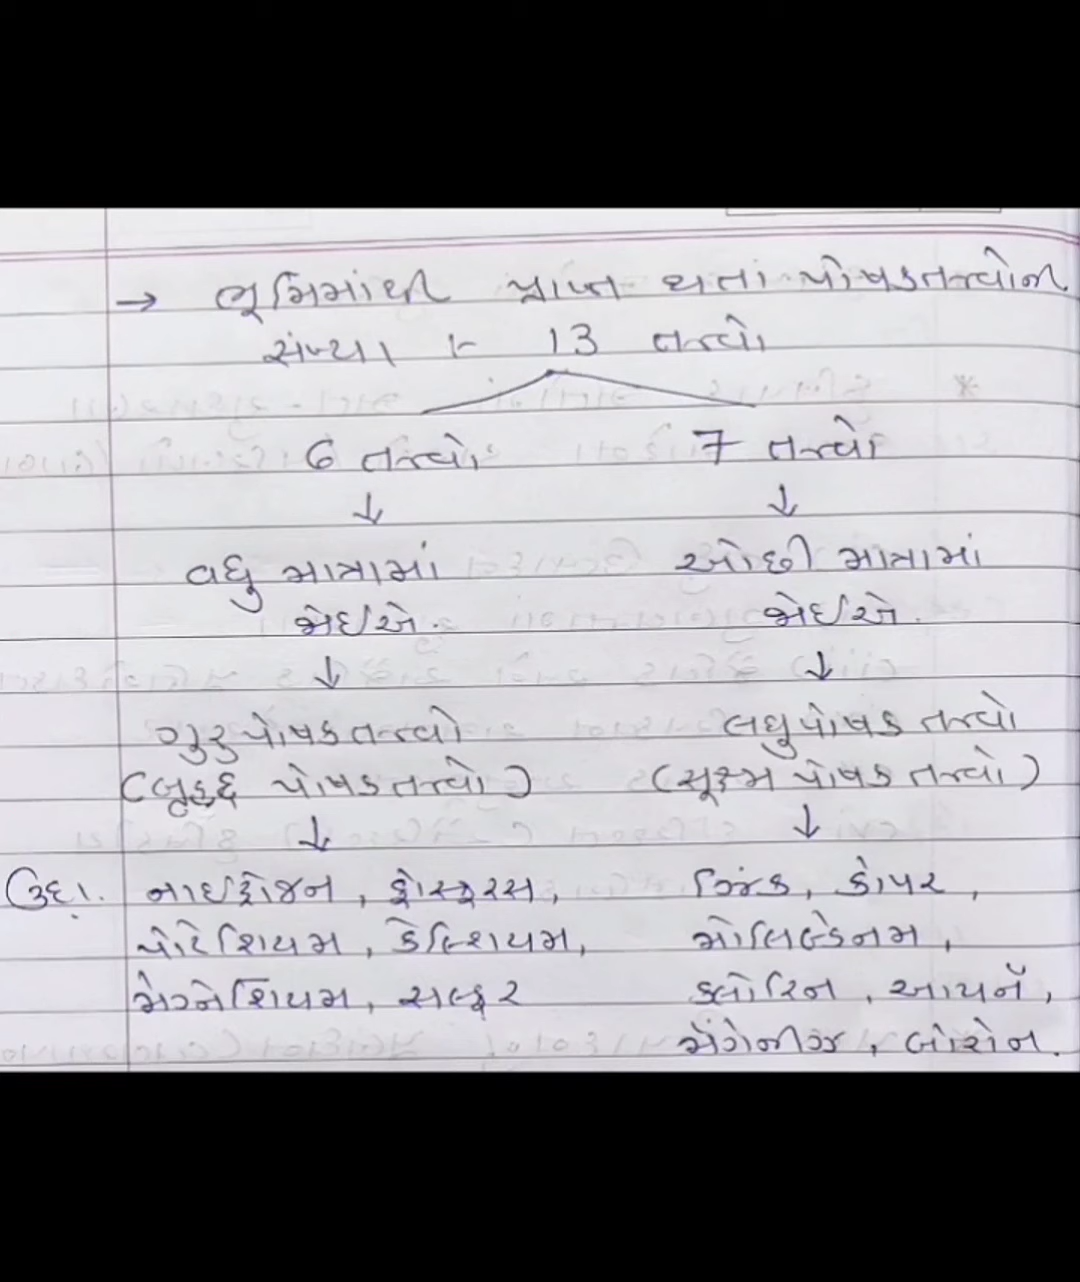 → ભૂમિમાંથી પ્રાપ્ત થતા પોષકતત્વોની
સંખ્યા :- 13 તત્વો
6 તત્વો 7 તત્વો
↓ ↓
વધુ માત્રામાં ઓછી માત્રામાં
જોઈએ. જોઈએ.
↓ ↓
ગુરુપોષકતત્વો લઘુપોષક તત્વો
(બૃહદ પોષકતત્વો) (સૂક્ષ્મ પોષક તત્વો)
↓ ↓
ઉદા. નાઇટ્રોજન, ફોસ્ફરસ, ઝિંક, કોપર,
પોટેશિયમ, કેલ્શિયમ, મોલિબ્ડેનમ,
મેગ્નેશિયમ, સલ્ફર ક્લોરિન, આયર્ન,
મેંગેનીઝ, બોરોન.